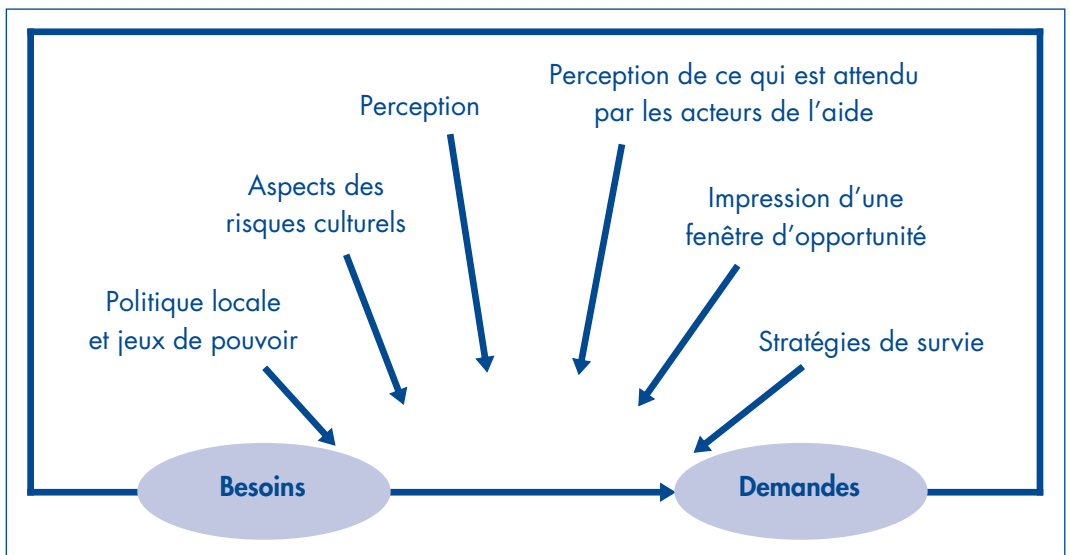 Perception de ce qui est attendu
par les acteurs de l'aide
Perception
Aspects des
risques culturels
Impression d'une
fenêtre d'opportunité
Politique locale
et jeux de pouvoir
Stratégies de survie
Besoins
Demandes